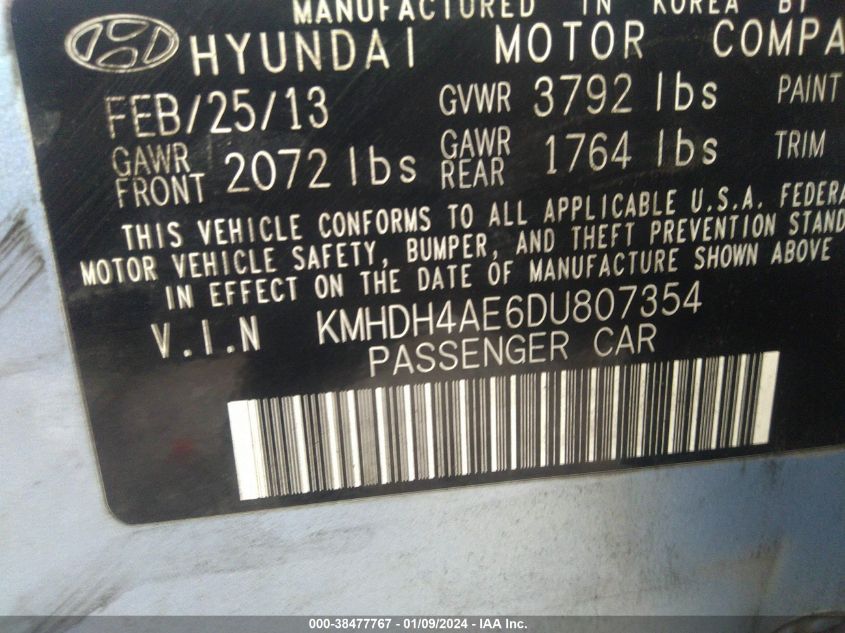 MANUFACTURED IN KOREA BY
HYUNDAI MOTOR COMPA
FEB/25/13 GVWR 3792 lbs PAINT
GAWR FRONT 2072 lbs GAWR REAR 1764 lbs TRIM
THIS VEHICLE CONFORMS TO ALL APPLICABLE U.S.A. FEDERA
MOTOR VEHICLE SAFETY, BUMPER, AND THEFT PREVENTION STAND
IN EFFECT ON THE DATE OF MANUFACTURE SHOWN ABOVE
V.I.N KMHDH4AE6DU807354
PASSENGER CAR
000-38477767 - 01/09/2024 - IAAI Inc.